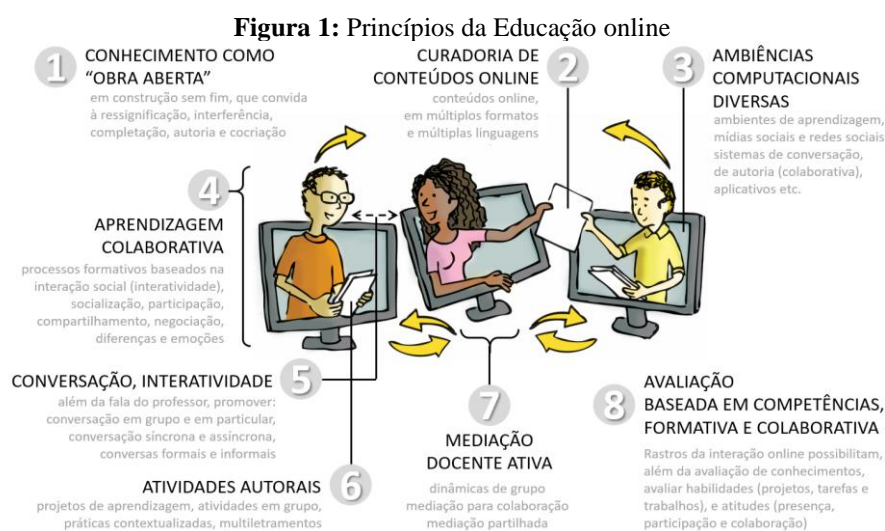 Figura 1: Princípios da Educação online
1
CONHECIMENTO COMO
“OBRA ABERTA”
em construção sem fim, que convida
à ressignificação, interferência,
completação, autoria e cocriação
CURADORIA DE
CONTEÚDOS ONLINE
2
conteúdos online,
em múltiplos formatos
e múltiplas linguagens
3
AMBIÊNCIAS
COMPUTACIONAIS
DIVERSAS
ambientes de aprendizagem,
mídias sociais e redes sociais
sistemas de conversação,
de autoria (colaborativa),
aplicativos etc.
4
APRENDIZAGEM
COLABORATIVA
processos formativos baseados na
interação social (interatividade),
socialização, participação,
compartilhamento, negociação,
diferenças e emoções
CONVERSAÇÃO, INTERATIVIDADE
5
além da fala do professor, promover:
conversação em grupo e em particular,
conversação síncrona e assíncrona,
conversas formais e informais
ATIVIDADES AUTORAIS
6
projetos de aprendizagem, atividades em grupo,
práticas contextualizadas, multiletramentos
7
MEDIAÇÃO
DOCENTE ATIVA
dinâmicas de grupo
mediação para colaboração
mediação partilhada
8
AVALIAÇÃO
BASEADA EM COMPETÊNCIAS,
FORMATIVA E COLABORATIVA
Rastros da interação online possibilitam,
além da avaliação de conhecimentos,
avaliar habilidades (projetos, tarefas e
trabalhos), e atitudes (presença,
participação e colaboração)